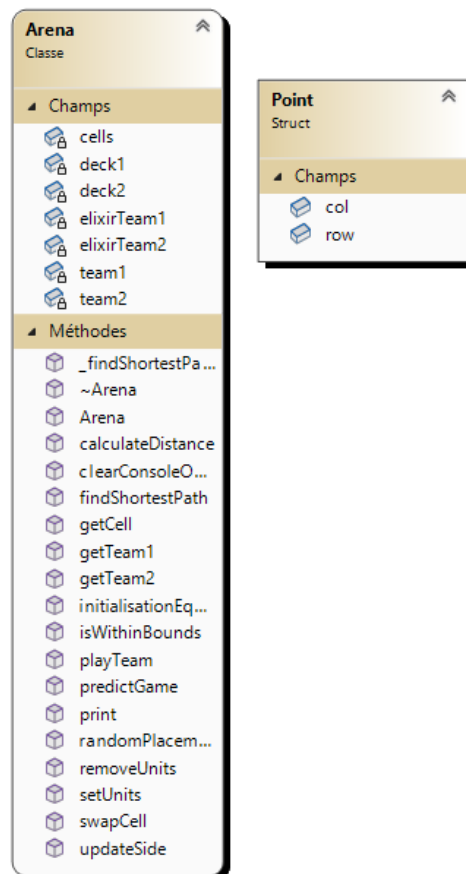 Arena
Classe
Champs
cells
deck1
deck2
elixirTeam1
elixirTeam2
team1
team2
Méthodes
_findShortestPa...
~Arena
Arena
calculateDistance
clearConsoleO...
findShortestPath
getCell
getTeam1
getTeam2
initialisationEq...
isWithinBounds
playTeam
predictGame
print
randomPlacem...
removeUnits
setUnits
swapCell
updateSide
Point
Struct
Champs
col
row